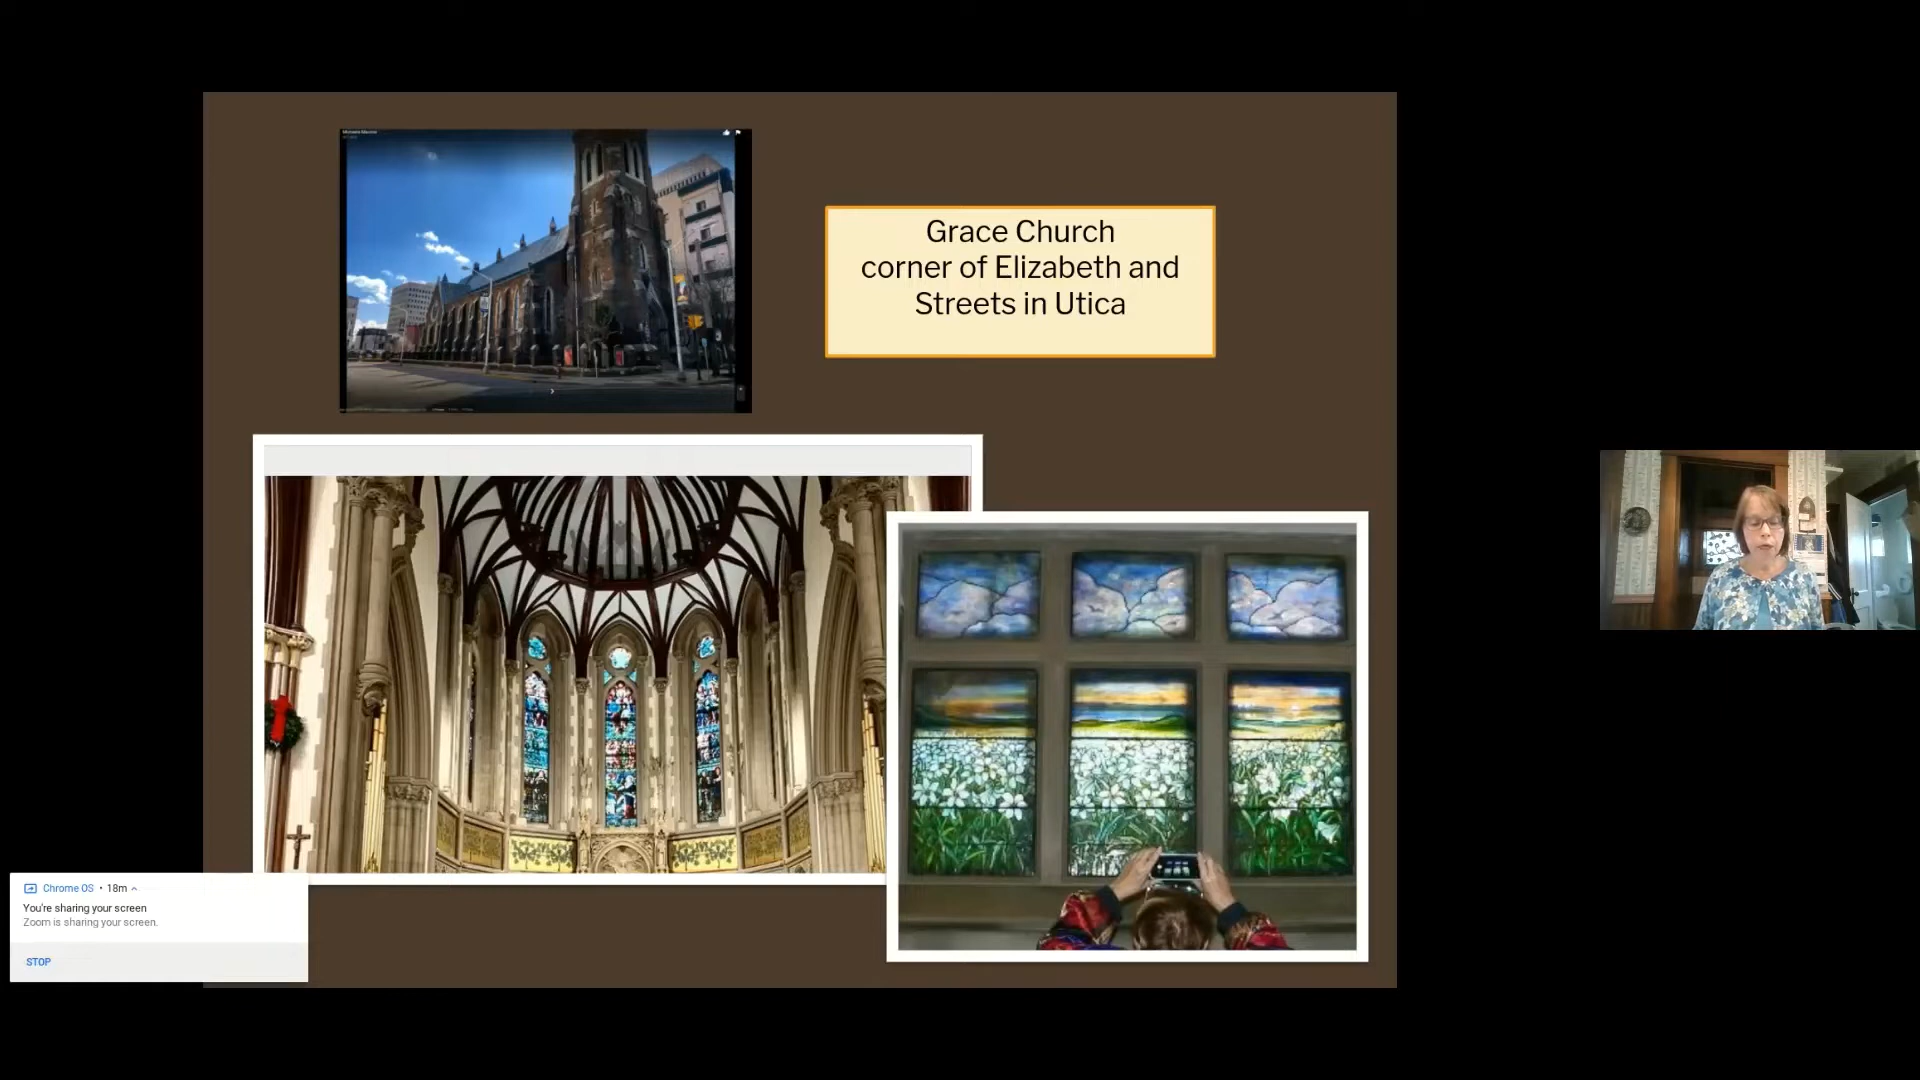 Grace Church
corner of Elizabeth and
Streets in Utica
Chrome OS • 18m
You're sharing your screen
Zoom is sharing your screen.
STOP